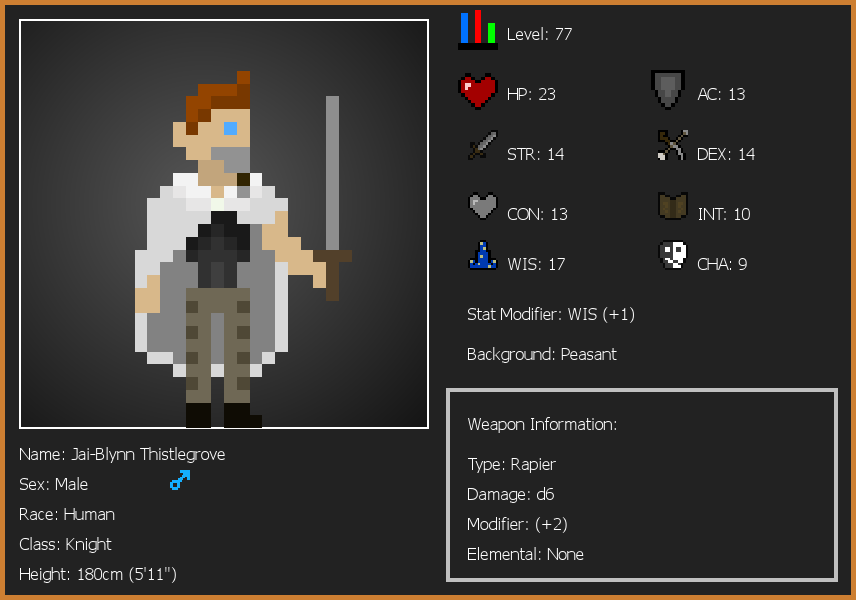 Level: 77
HP: 23
AC: 13
STR: 14
DEX: 14
CON: 13
INT: 10
WIS: 17
CHA: 9
Stat Modifier: WIS (+1)
Background: Peasant
Weapon Information:
Type: Rapier
Damage: d6
Modifier: (+2)
Elemental: None
Name: Jai-Blynn Thistlegrove
Sex: Male
Race: Human
Class: Knight
Height: 180cm (5'11")